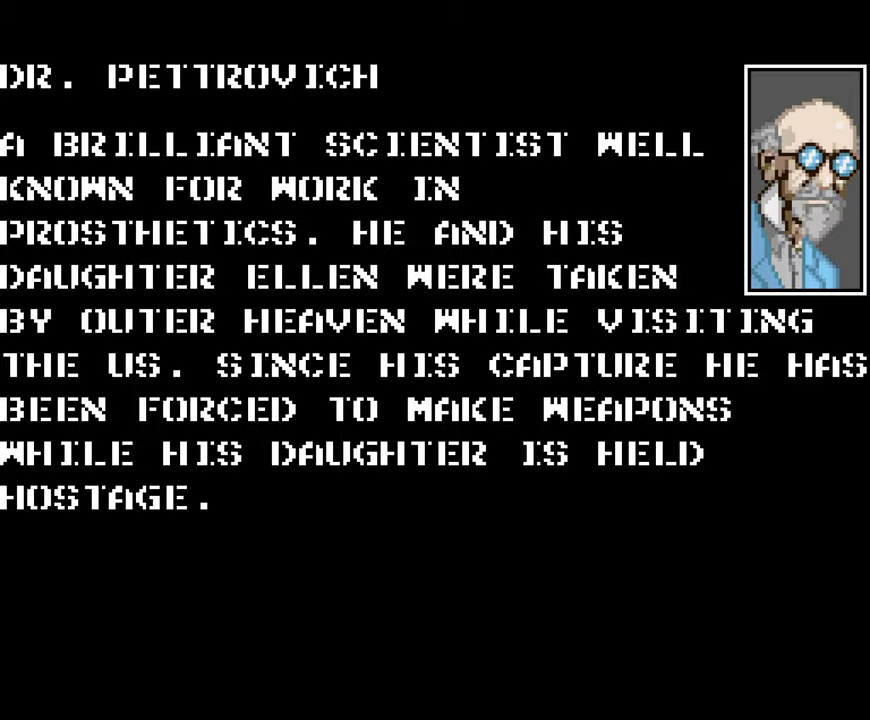 DR. PETTROVICH
A BRILLIANT SCIENTIST WELL
KNOWN FOR WORK IN
PROSTHETICS. HE AND HIS
DAUGHTER ELLEN WERE TAKEN
BY OUTER HEAVEN WHILE VISITING
THE US. SINCE HIS CAPTURE HE HAS
BEEN FORCED TO MAKE WEAPONS
WHILE HIS DAUGHTER IS HELD
HOSTAGE.